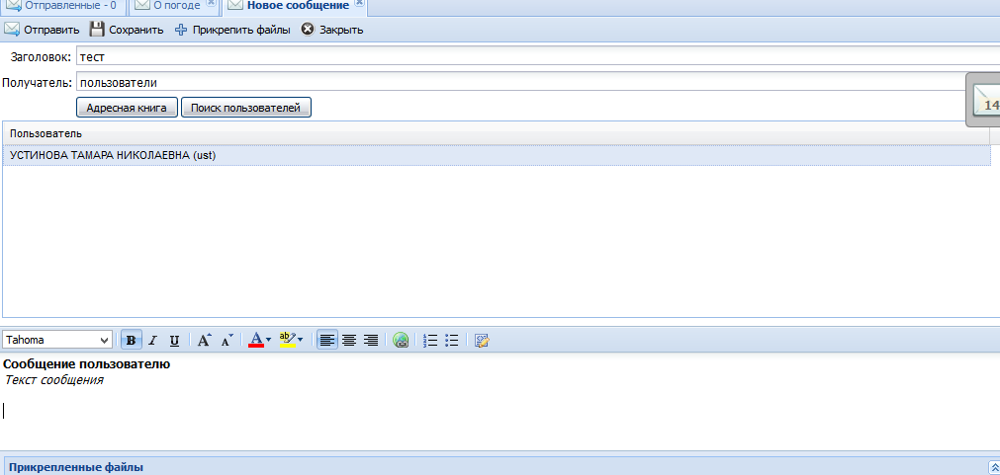 Отправленные - 0 О погоде Новое сообщение
Отправить Сохранить Прикрепить файлы Закрыть
Заголовок: тест
Получатель: пользователи
14
Адресная книга Поиск пользователей
Пользователь
УСТИНОВА ТАМАРА НИКОЛАЕВНА (ust)
Tahoma B I U A A A ab
Сообщение пользователю
Текст сообщения
Прикрепленные файлы